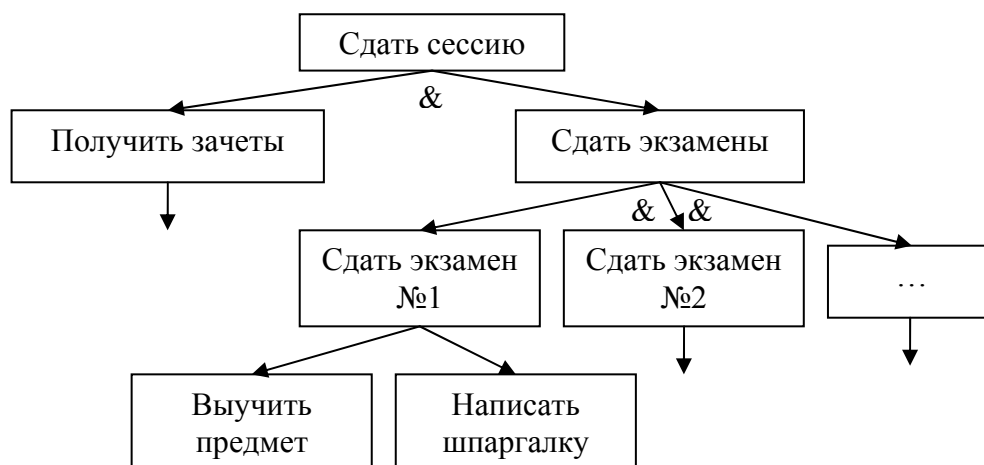 Сдать сессию
&
Получить зачеты
Сдать экзамены
& &
Сдать экзамен
№1
Сдать экзамен
№2
…
Выучить
предмет
Написать
шпаргалку